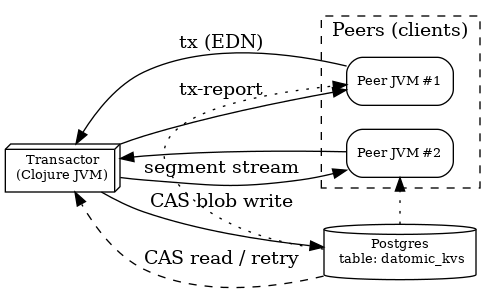 tx (EDN)
Peers (clients)
Peer JVM #1
tx-report
Peer JVM #2
Transactor
(Clojure JVM)
segment stream
CAS blob write
Postgres
table: datomic_kvs
CAS read / retry